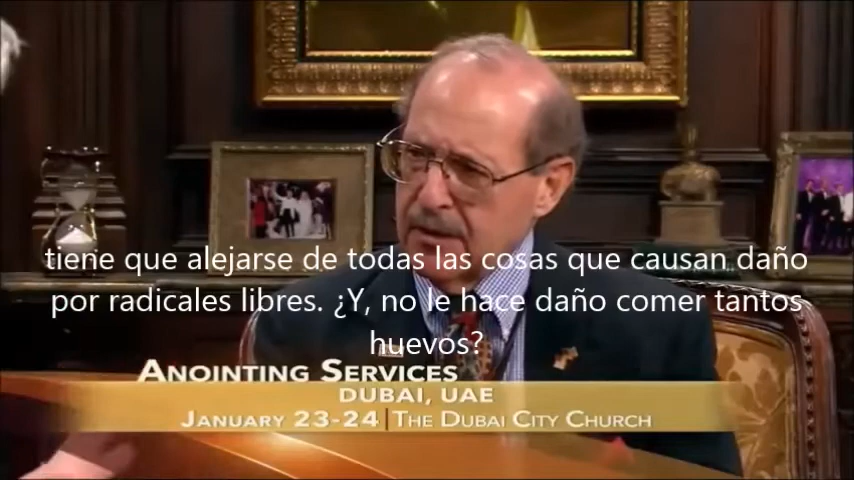 tiene que alejarse de todas las cosas que causan daño
por radicales libres. ¿Y, no le hace daño comer tantos
huevos?
ANOINTING SERVICES
DUBAI, UAE
JANUARY 23-24 | THE DUBAI CITY CHURCH